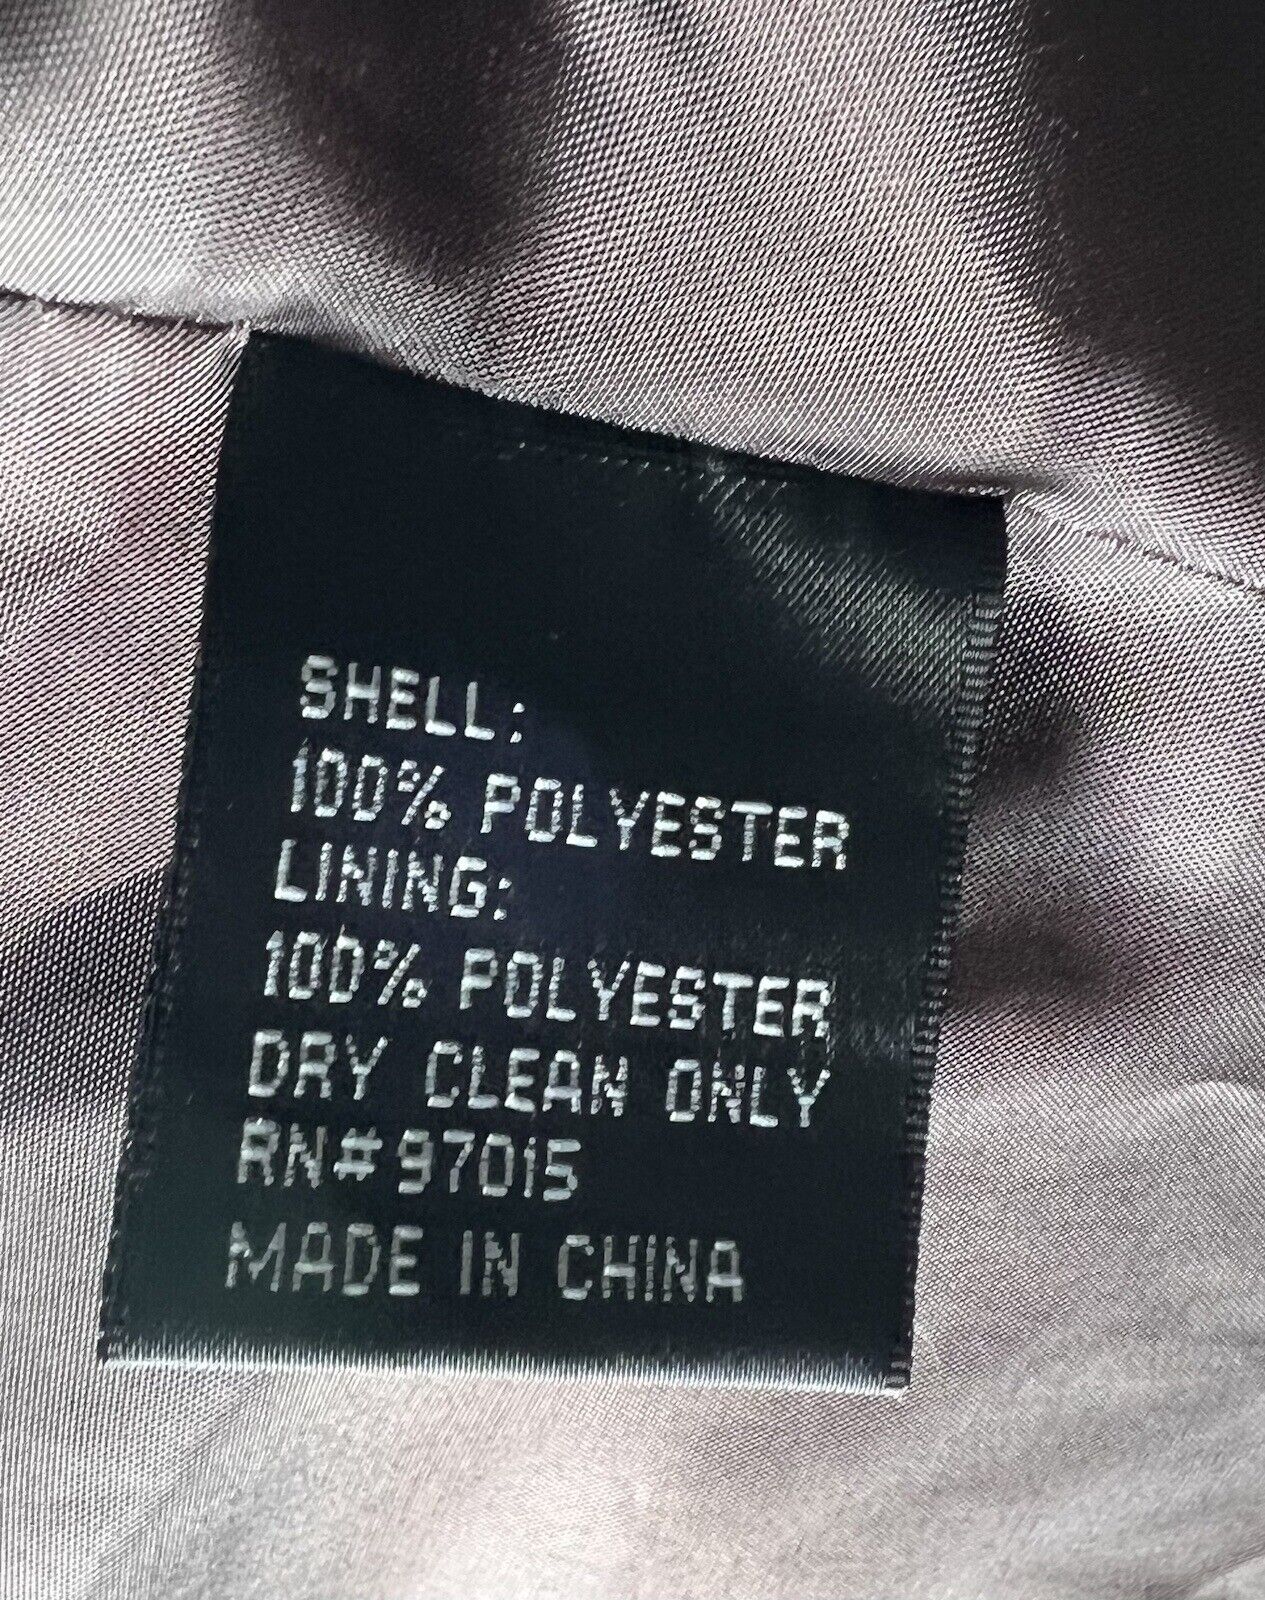 SHELL:
100% POLYESTER
LINING:
100% POLYESTER
DRY CLEAN ONLY
RN#97015
MADE IN CHINA